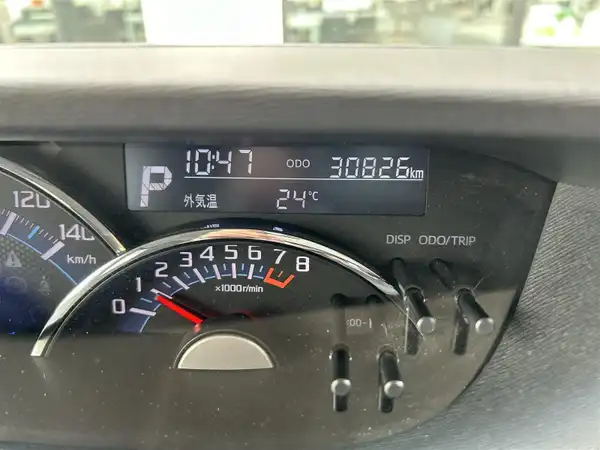 10:47 ODO 30826km
P
外気温 24℃
DISP ODO/TRIP
120
140
km/h
0 1 2 3 4 5 6 7 8
×1000r/min